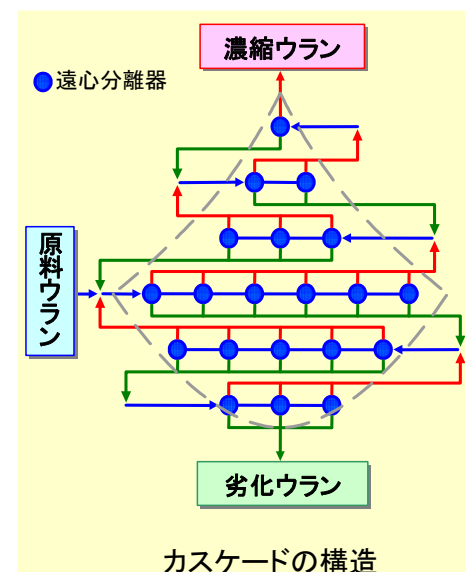 濃縮ウラン
遠心分離器
原料ウラン
劣化ウラン
カスケードの構造